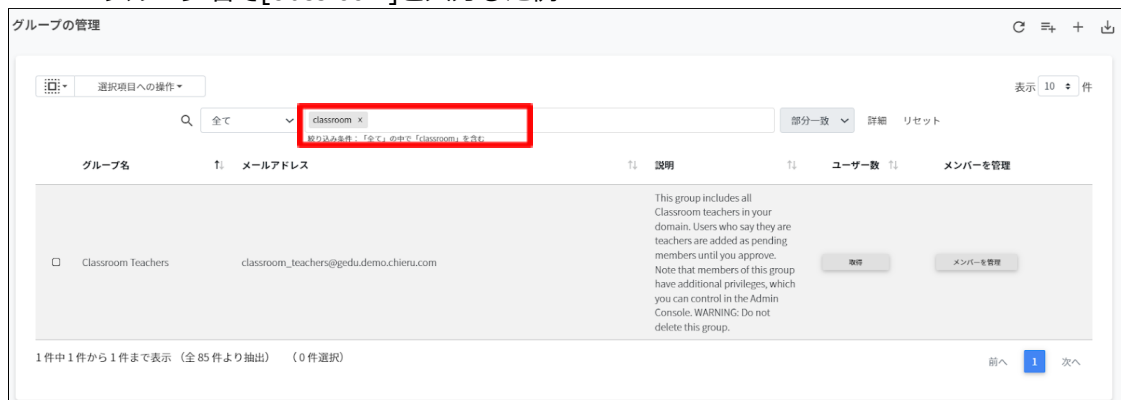 グループの管理
選択項目への操作
表示 10 件
全て classroom x 部分一致 詳細 リセット
絞り込み条件：「全て」の中で「classroom」を含む
グループ名 ↑↓ メールアドレス ↑↓ 説明 ↑↓ ユーザー数 ↑↓ メンバーを管理
This group includes all
Classroom teachers in your
domain. Users who say they are
teachers are added as pending
members until you approve.
Classroom Teachers classroom_teachers@gedu.demo.chieru.com 取得 メンバーを管理
Note that members of this group
have additional privileges, which
you can control in the Admin
Console. WARNING: Do not
delete this group.
1 件中 1 件から 1 件まで表示 （全 85 件より抽出） （ 0 件選択）
前へ 1 次へ